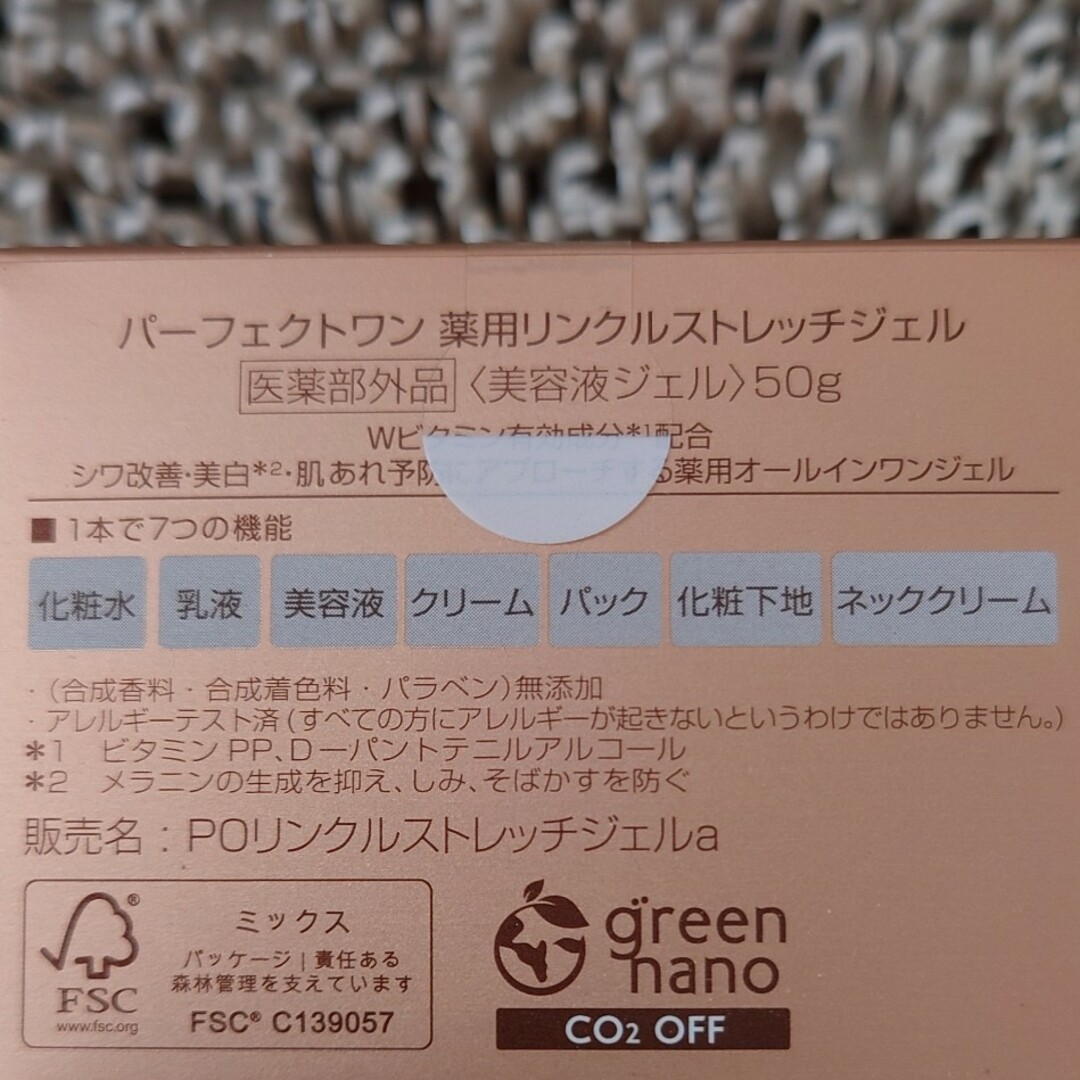 パーフェクトワン 薬用リンクルストレッチジェル
医薬部外品〈美容液ジェル〉50g
Wビタミン有効成分*1配合
シワ改善・美白*2・肌あれ予防にアプローチする薬用オールインワンジェル
■1本で7つの機能
化粧水 乳液 美容液 クリーム パック 化粧下地 ネッククリーム
・(合成香料・合成着色料・パラベン)無添加
・アレルギーテスト済(すべての方にアレルギーが起きないというわけではありません。)
*1 ビタミンPP、D-パントテニルアルコール
*2 メラニンの生成を抑え、しみ、そばかすを防ぐ
販売名:POリンクルストレッチジェルa
FSC®
www.fsc.org
ミックス
パッケージ|責任ある
森林管理を支えています
FSC® C139057
green
nano
CO2 OFF